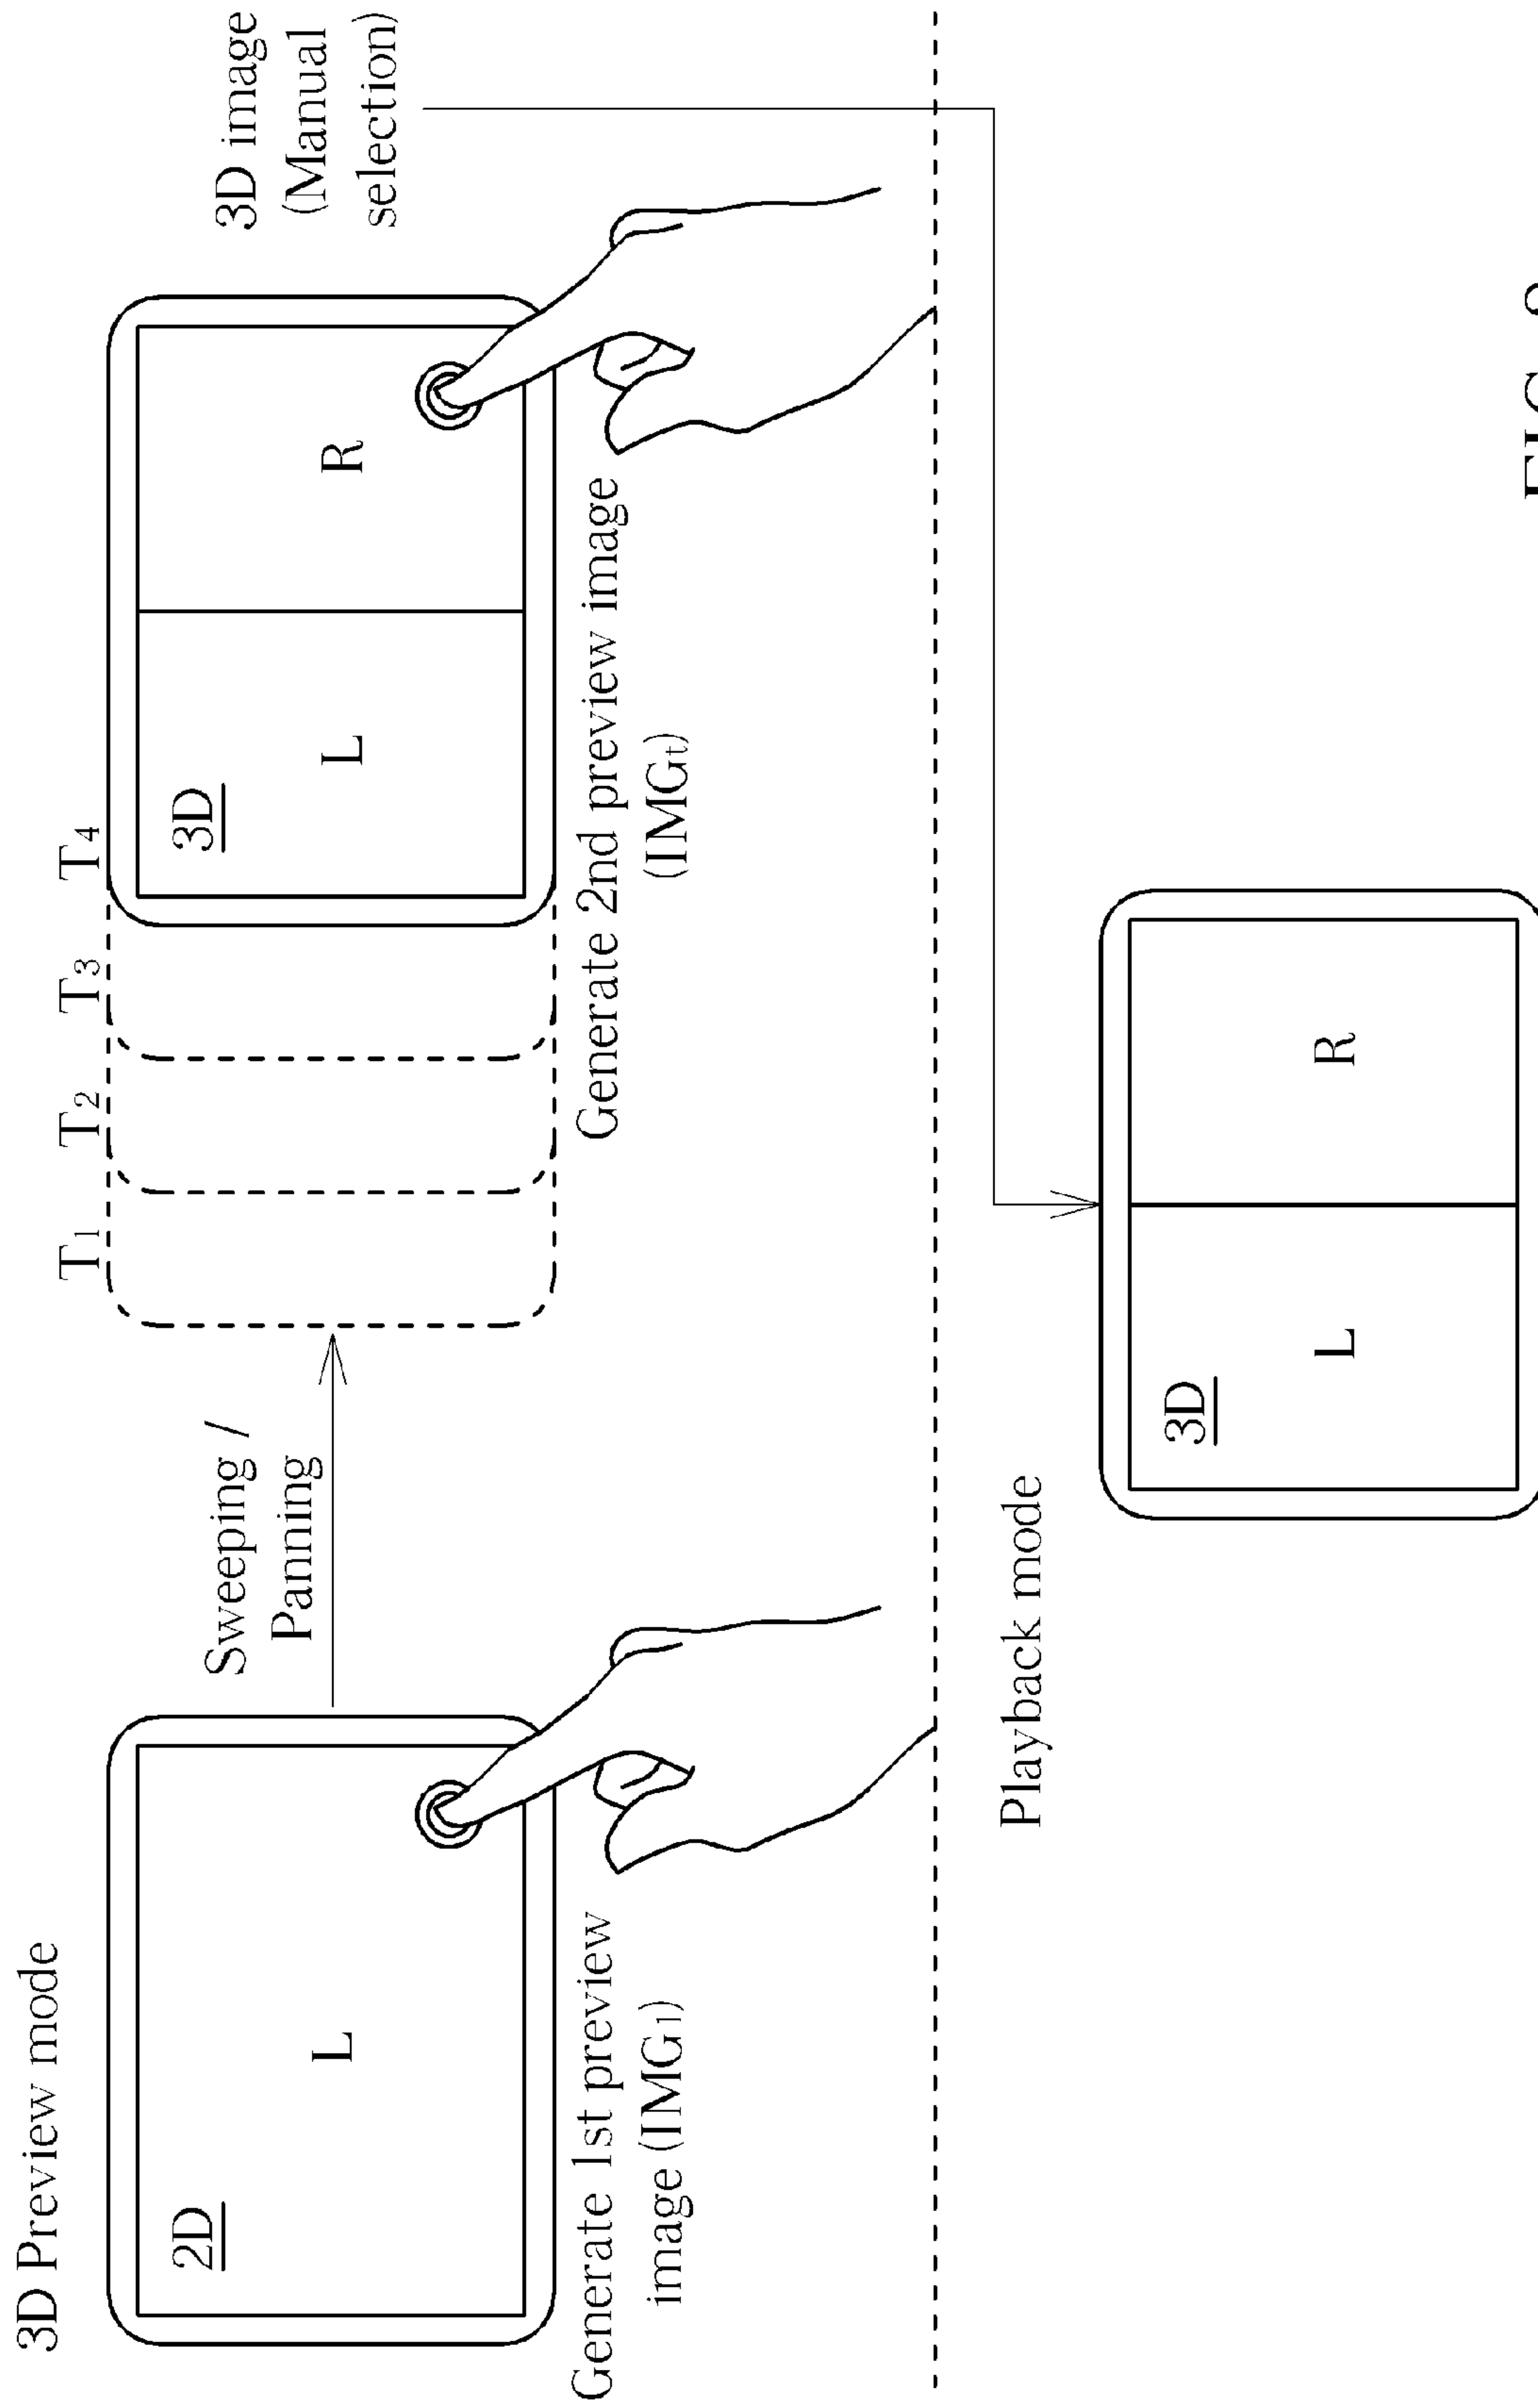 3D Preview mode
2D
L
Generate 1st preview
image (IMG1)
Sweeping /
Panning
T1
T2
T3
T4
3D
L
R
Generate 2nd preview image
(IMGt)
3D image
(Manual
selection)
Playback mode
3D
L
R